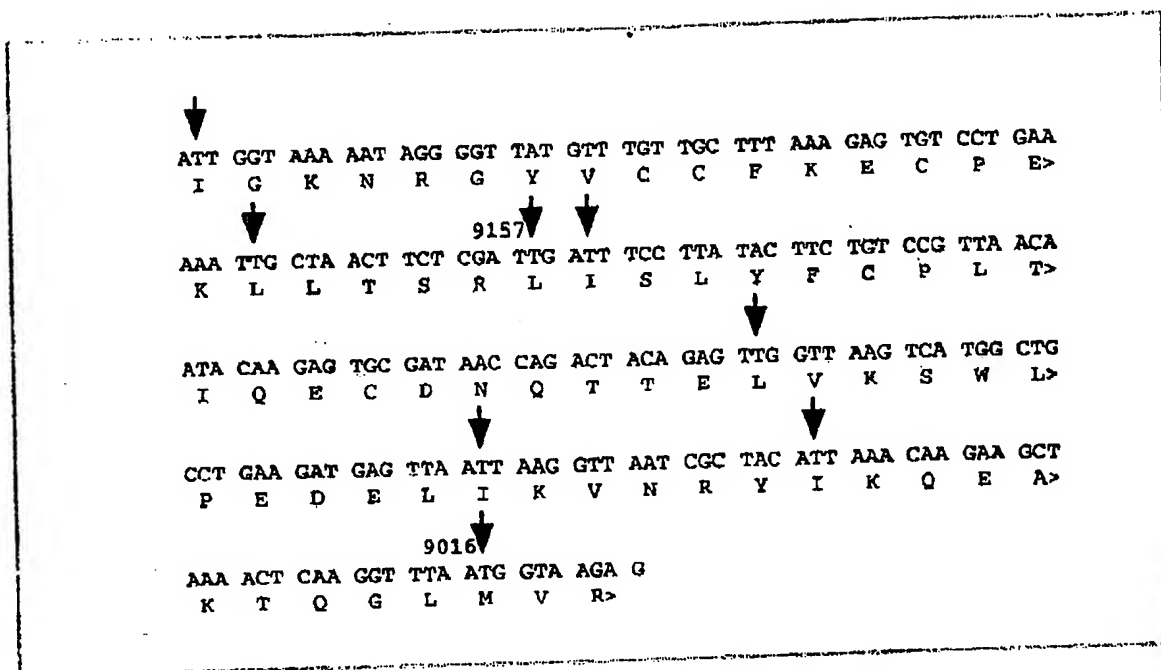 ATT GGT AAA AAT AGG GGT TAT GTT TGT TGC TTT AAA GAG TGT CCT GAA
I G K N R G Y V C C F K E C P E>
9157
AAA TTG CTA ACT TCT CGA TTG ATT TCC TTA TAC TTC TGT CCG TTA ACA
K L L T S R L I S L Y F C P L T>
ATA CAA GAG TGC GAT AAC CAG ACT ACA GAG TTG GTT AAG TCA TGG CTG
I Q E C D N Q T T E L V K S W L>
CCT GAA GAT GAG TTA ATT AAG GTT AAT CGC TAC ATT AAA CAA GAA GCT
P E D E L I K V N R Y I K Q E A>
9016
AAA ACT CAA GGT TTA ATG GTA AGA G
K T Q G L M V R>